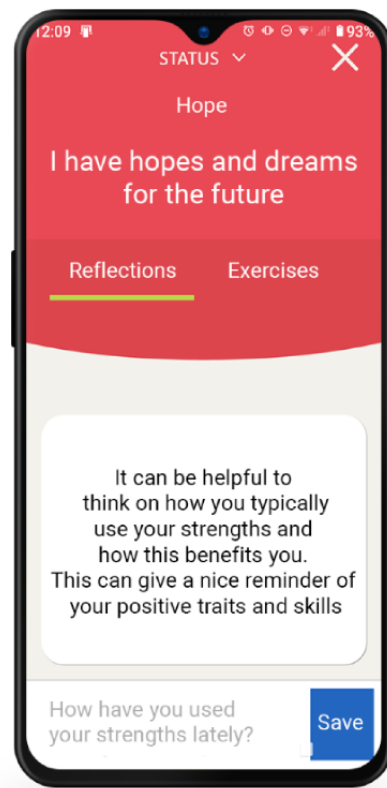 12:09 93%
STATUS
Hope
I have hopes and dreams
for the future
Reflections Exercises
It can be helpful to
think on how you typically
use your strengths and
how this benefits you.
This can give a nice reminder of
your positive traits and skills
How have you used
your strengths lately?
Save